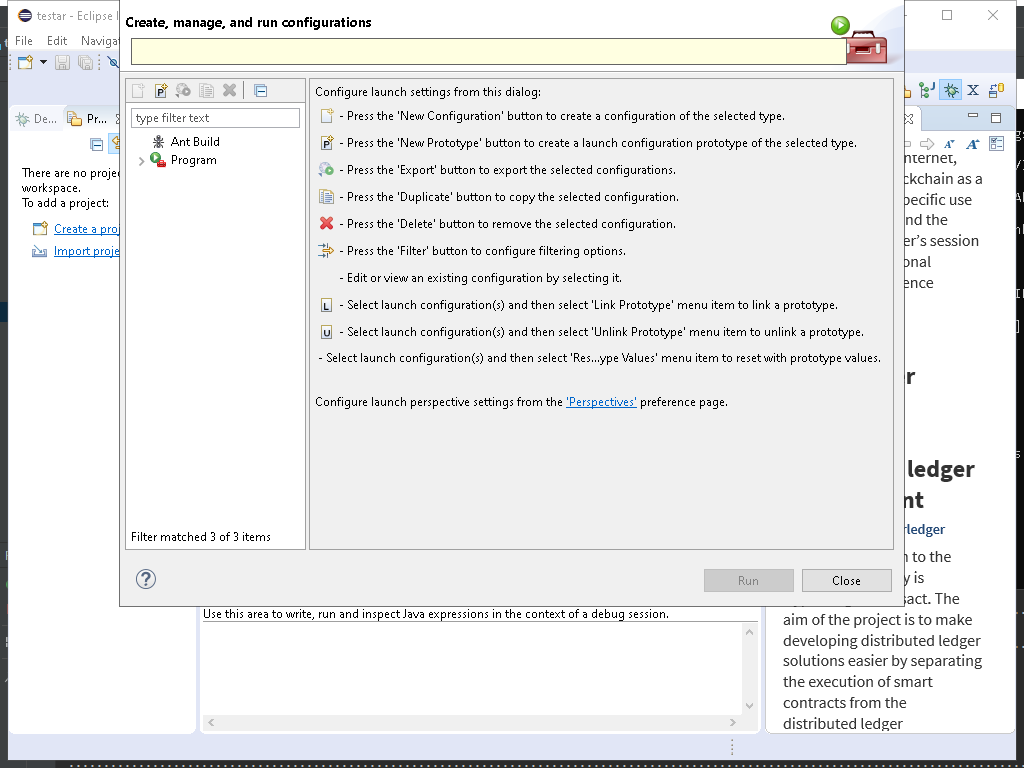 testar - Eclipse I
File Edit Navigat
Create, manage, and run configurations
De...
Pr...
There are no proje
workspace.
To add a project:
Create a proj
Import proje
type filter text
Ant Build
Program
Filter matched 3 of 3 items
Configure launch settings from this dialog:
- Press the 'New Configuration' button to create a configuration of the selected type.
- Press the 'New Prototype' button to create a launch configuration prototype of the selected type.
- Press the 'Export' button to export the selected configurations.
- Press the 'Duplicate' button to copy the selected configuration.
- Press the 'Delete' button to remove the selected configuration.
- Press the 'Filter' button to configure filtering options.
- Edit or view an existing configuration by selecting it.
- Select launch configuration(s) and then select 'Link Prototype' menu item to link a prototype.
- Select launch configuration(s) and then select 'Unlink Prototype' menu item to unlink a prototype.
- Select launch configuration(s) and then select 'Res...ype Values' menu item to reset with prototype values.
Configure launch perspective settings from the 'Perspectives' preference page.
Run
Close
Use this area to write, run and inspect Java expressions in the context of a debug session.
nternet,
ckchain as a
pecific use
nd the
er's session
onal
ence
r
ledger
nt
rledger
n to the
y is
sact. The
aim of the project is to make
developing distributed ledger
solutions easier by separating
the execution of smart
contracts from the
distributed ledger